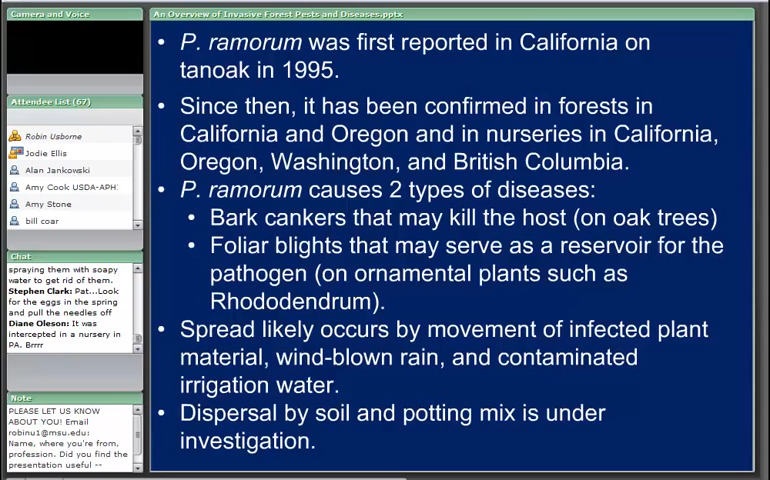 Camera and Voice
An Overview of Invasive Forest Pests and Diseases.pptx
Attendee List (67)
Robin Usborne
Jodie Ellis
Alan Jankowski
Amy Cook USDA-APH
Amy Stone
bill coar
Chat
spraying them with soapy
water to get rid of them.
Stephen Clark: Pat...Look
for the eggs in the spring
and pull the needles off
Diane Oleson: It was
intercepted in a nursery in
PA. Brrr
Note
PLEASE LET US KNOW
ABOUT YOU! Email
robinu1@msu.edu:
Name, where you're from,
profession. Did you find the
presentation useful --
• P. ramorum was first reported in California on
tanoak in 1995.
• Since then, it has been confirmed in forests in
California and Oregon and in nurseries in California,
Oregon, Washington, and British Columbia.
• P. ramorum causes 2 types of diseases:
• Bark cankers that may kill the host (on oak trees)
• Foliar blights that may serve as a reservoir for the
pathogen (on ornamental plants such as
Rhododendrum).
• Spread likely occurs by movement of infected plant
material, wind-blown rain, and contaminated
irrigation water.
• Dispersal by soil and potting mix is under
investigation.